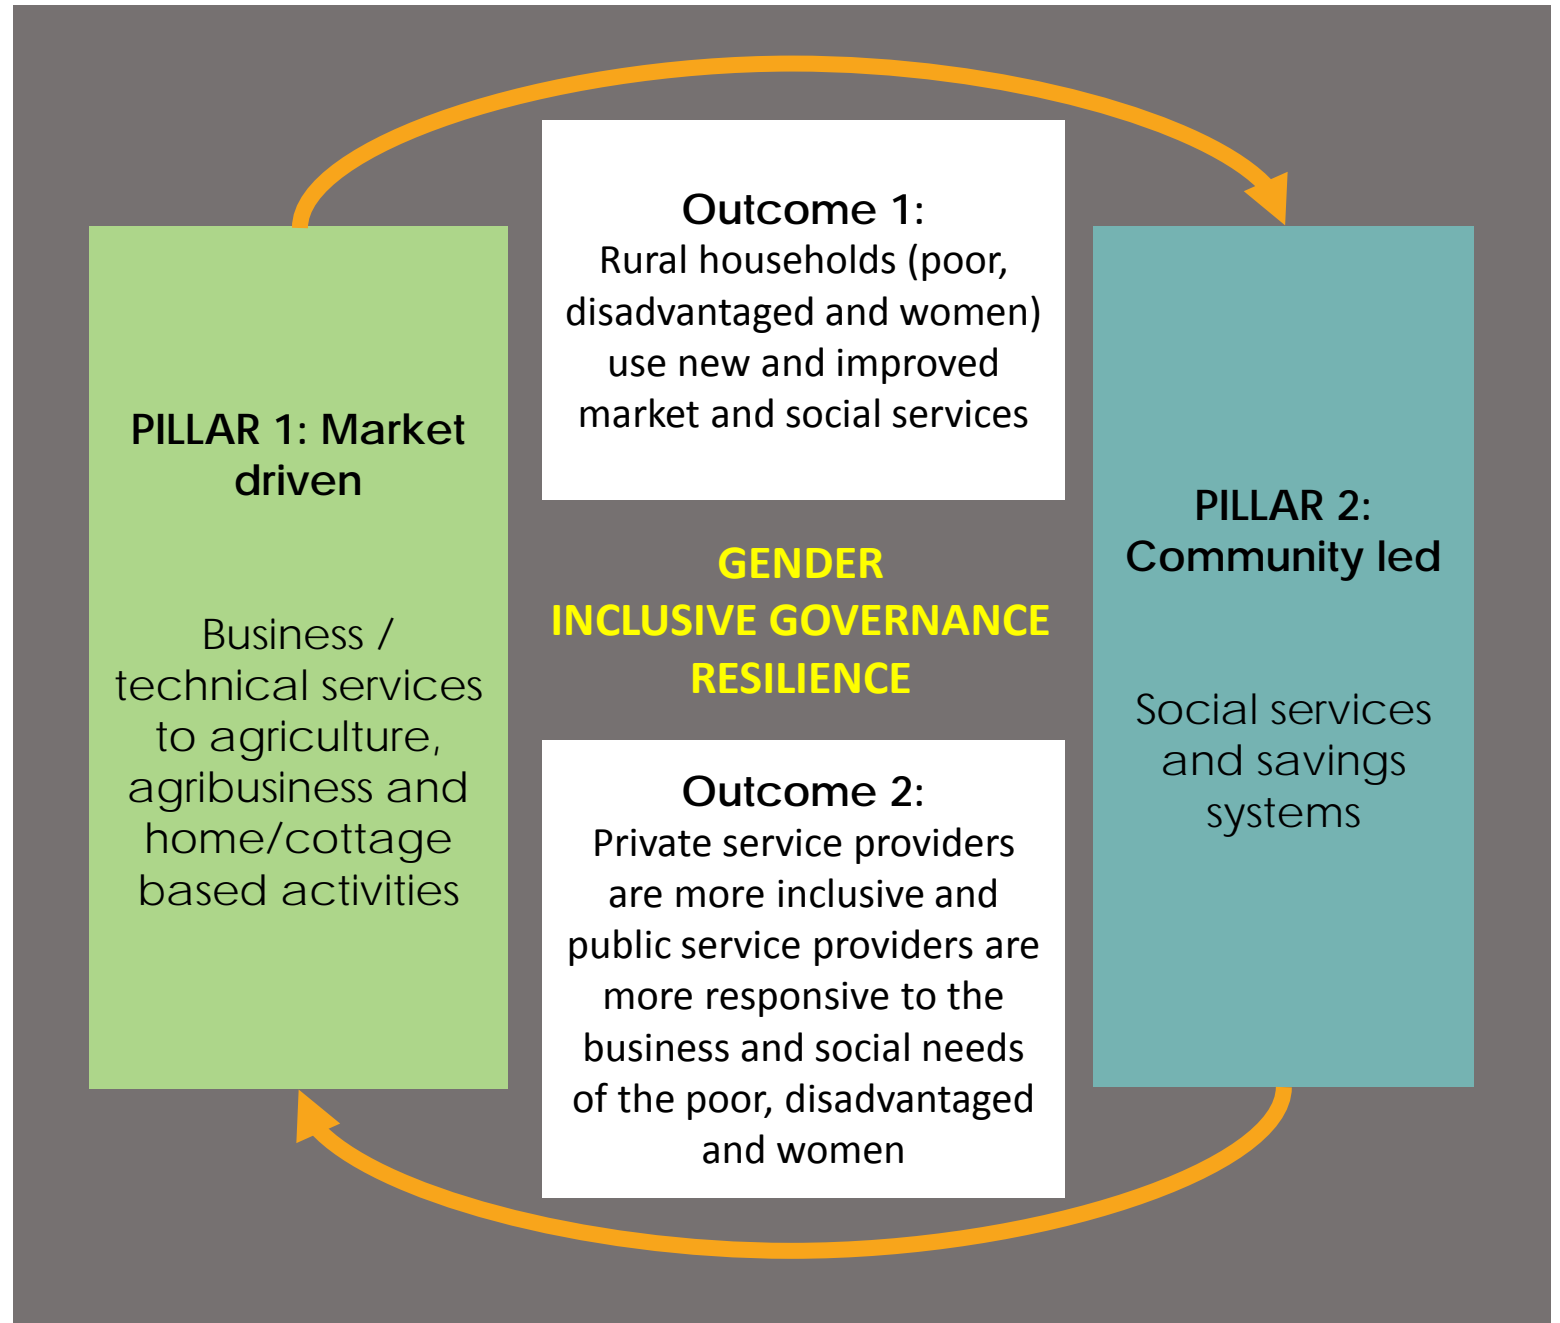 PILLAR 1: Market
driven
Business /
technical services
to agriculture,
agribusiness and
home/cottage
based activities
Outcome 1:
Rural households (poor,
disadvantaged and women)
use new and improved
market and social services
GENDER
INCLUSIVE GOVERNANCE
RESILIENCE
Outcome 2:
Private service providers
are more inclusive and
public service providers are
more responsive to the
business and social needs
of the poor, disadvantaged
and women
PILLAR 2:
Community led
Social services
and savings
systems